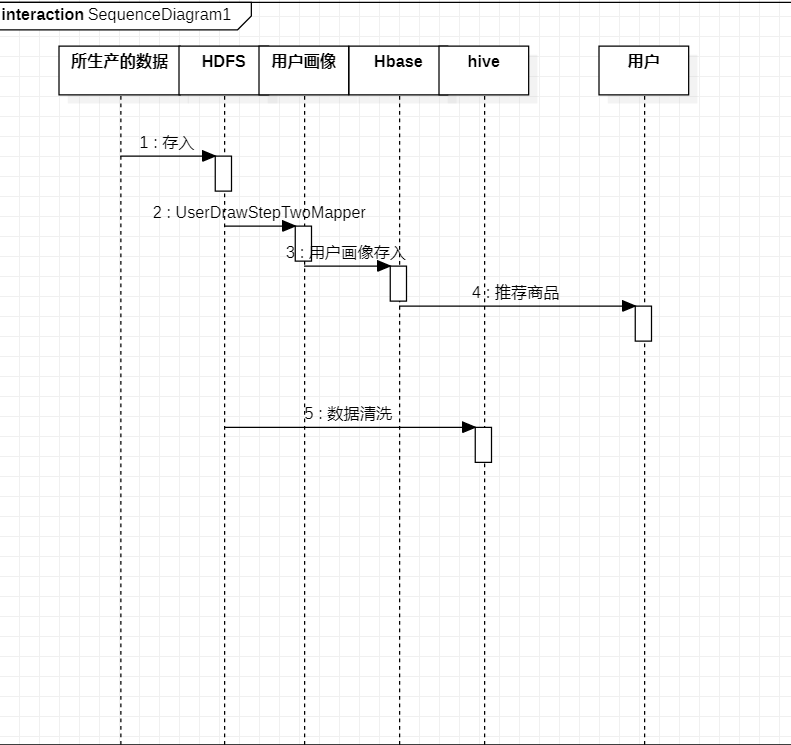 interaction SequenceDiagram1
所生产的数据
HDFS
用户画像
Hbase
hive
用户
1 : 存入
2 : UserDrawStepTwoMapper
3 : 用户画像存入
4 : 推荐商品
5 : 数据清洗